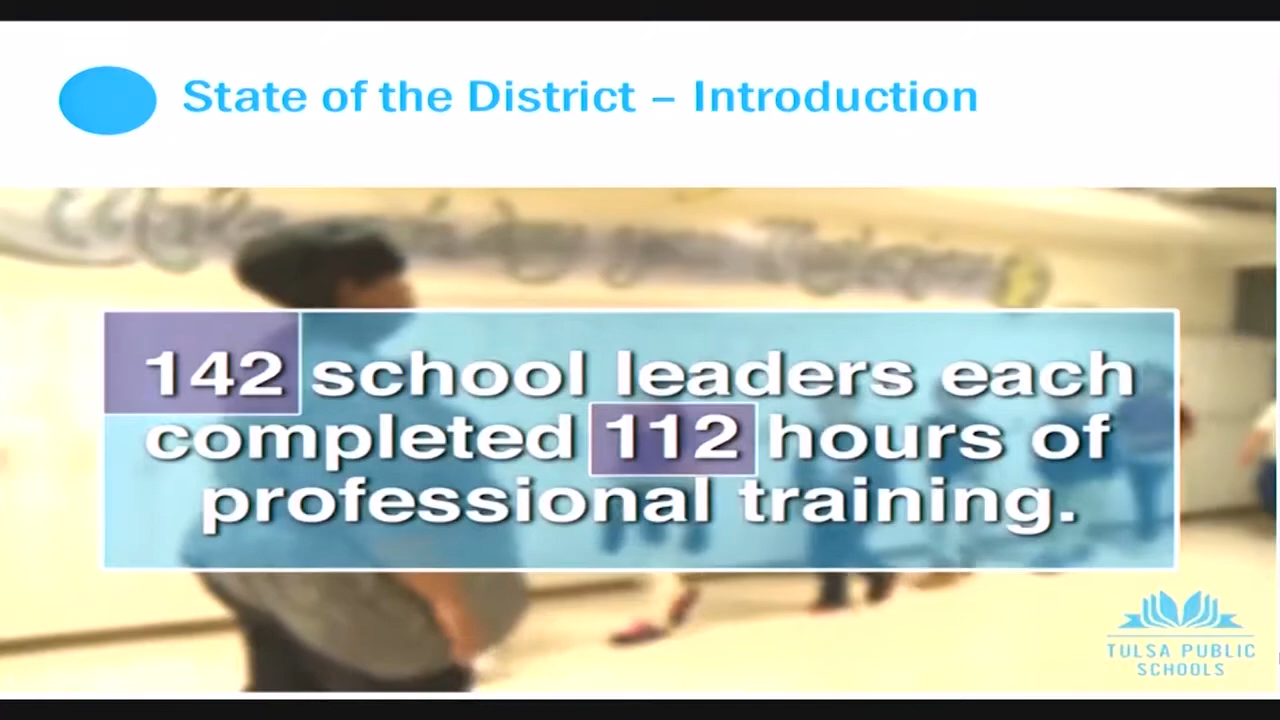 State of the District – Introduction
142 school leaders each
completed 112 hours of
professional training.
TULSA PUBLIC
SCHOOLS